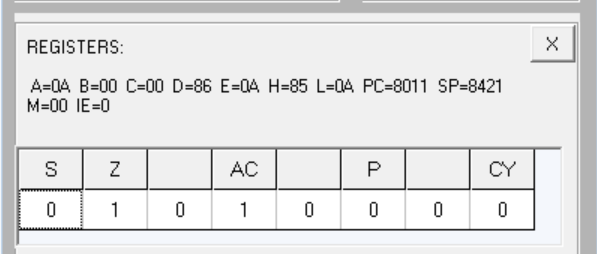 REGISTERS:
X
A=0A B=00 C=00 D=86 E=0A H=85 L=0A PC=8011 SP=8421
M=00 IE=0
S Z AC P CY
0 1 0 1 0 0 0 0